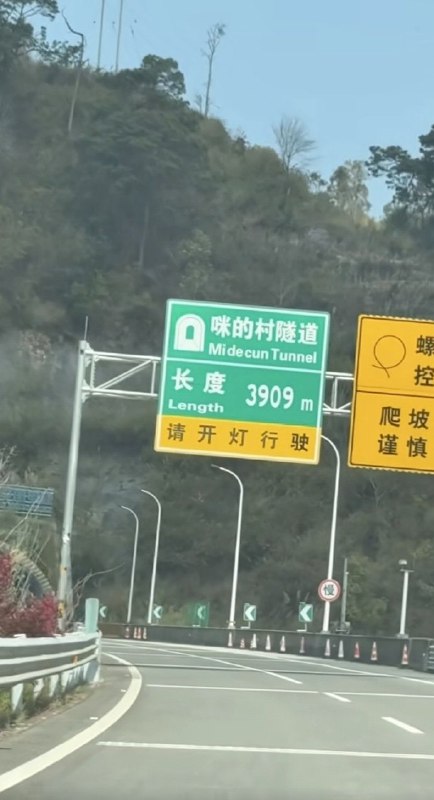 咪的村隧道
Midecun Tunnel
长度
Length
3909 m
请开灯行驶
螺
控
爬坡
谨慎
慢